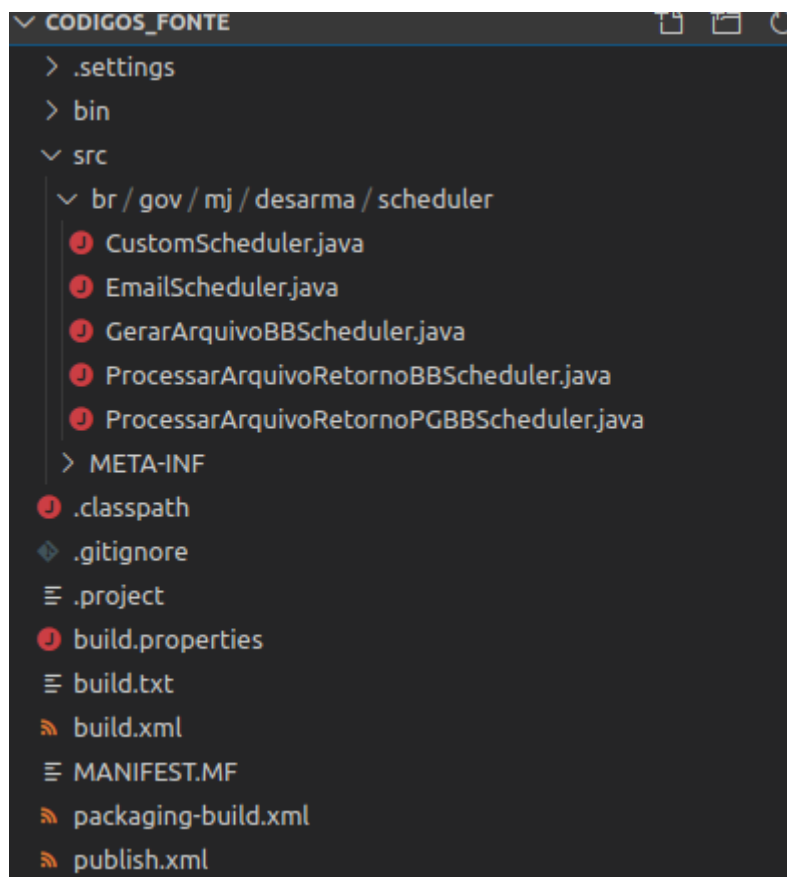 CODIGOS_FONTE
.settings
bin
src
br / gov / mj / desarma / scheduler
CustomScheduler.java
EmailScheduler.java
GerarArquivoBBScheduler.java
ProcessarArquivoRetornoBBScheduler.java
ProcessarArquivoRetornoPGBBScheduler.java
META-INF
.classpath
.gitignore
.project
build.properties
build.txt
build.xml
MANIFEST.MF
packaging-build.xml
publish.xml